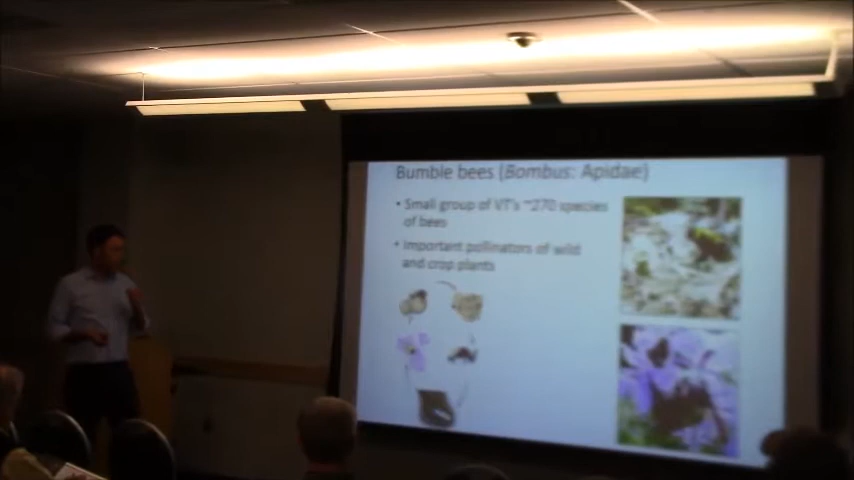 Bumble bees (Bombus: Apidae)
• Small group of VT's ~270 species
of bees
• Important pollinators of wild
and crop plants